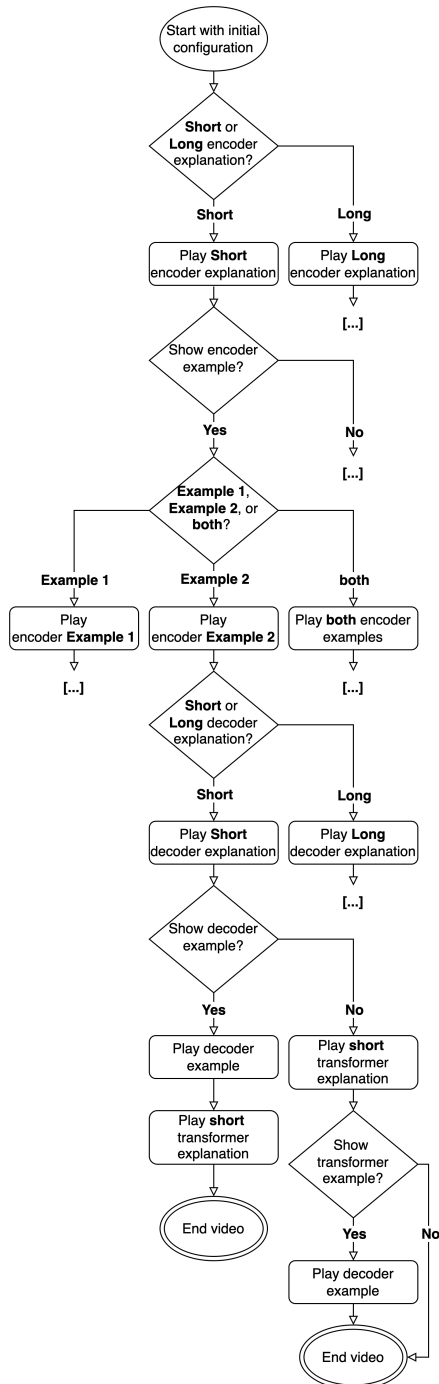 Start with initial
configuration
Short or
Long encoder
explanation?
Short
Long
Play Short
encoder explanation
Play Long
encoder explanation
[...]
Show encoder
example?
Yes
No
[...]
Example 1,
Example 2, or
both?
Example 1
Example 2
both
Play
encoder Example 1
Play
encoder Example 2
Play both encoder
examples
[...]
[...]
Short or
Long decoder
explanation?
Short
Long
Play Short
decoder explanation
Play Long
decoder explanation
[...]
Show decoder
example?
Yes
No
Play decoder
example
Play short
transformer
explanation
Play short
transformer
explanation
Show
transformer
example?
End video
Yes
No
Play decoder
example
End video